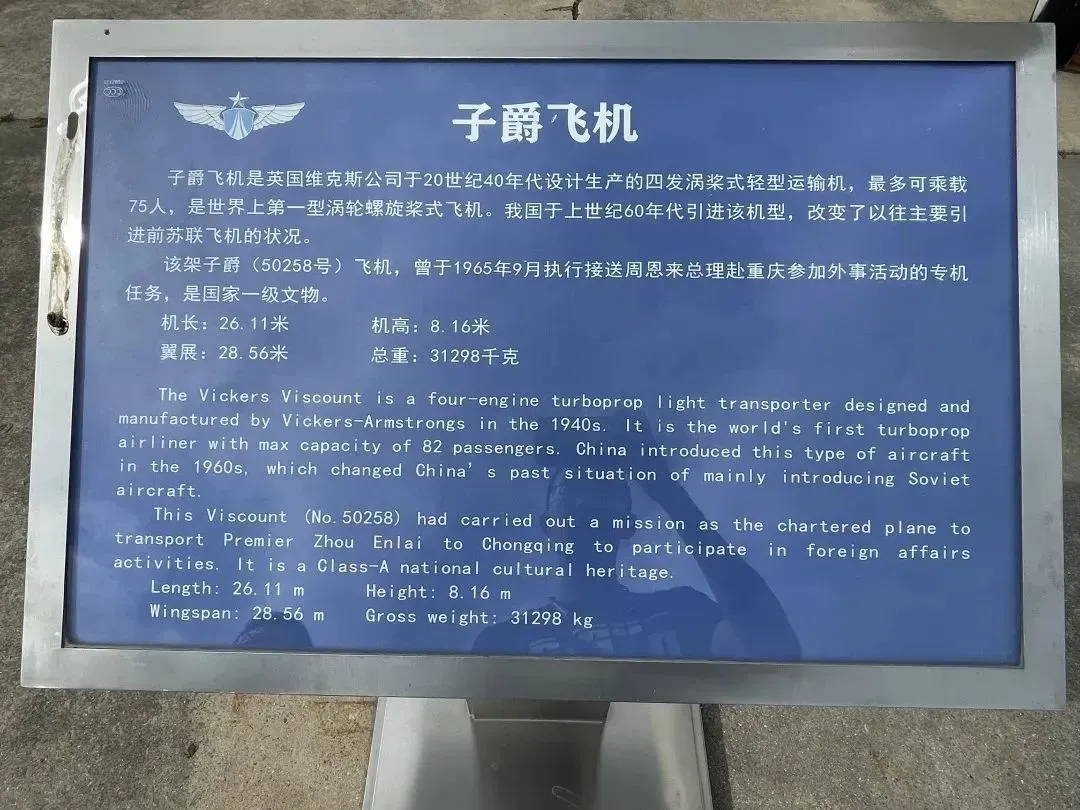 子爵飞机
子爵飞机是英国维克斯公司于20世纪40年代设计生产的四发涡桨式轻型运输机，最多可乘载
75人，是世界上第一型涡轮螺旋桨式飞机。我国于上世纪60年代引进该机型，改变了以往主要引
进前苏联飞机的状况。
该架子爵（50258号）飞机，曾于1965年9月执行接送周恩来总理赴重庆参加外事活动的专机
任务，是国家一级文物。
机长：26.11米 机高：8.16米
翼展：28.56米 总重：31298千克
The Vickers Viscount is a four-engine turboprop light transporter designed and
manufactured by Vickers-Armstrongs in the 1940s. It is the world's first turboprop
airliner with max capacity of 82 passengers. China introduced this type of aircraft
in the 1960s, which changed China's past situation of mainly introducing Soviet
aircraft.
This Viscount (No.50258) had carried out a mission as the chartered plane to
transport Premier Zhou Enlai to Chongqing to participate in foreign affairs
activities. It is a Class-A national cultural heritage.
Length: 26.11 m Height: 8.16 m
Wingspan: 28.56 m Gross weight: 31298 kg